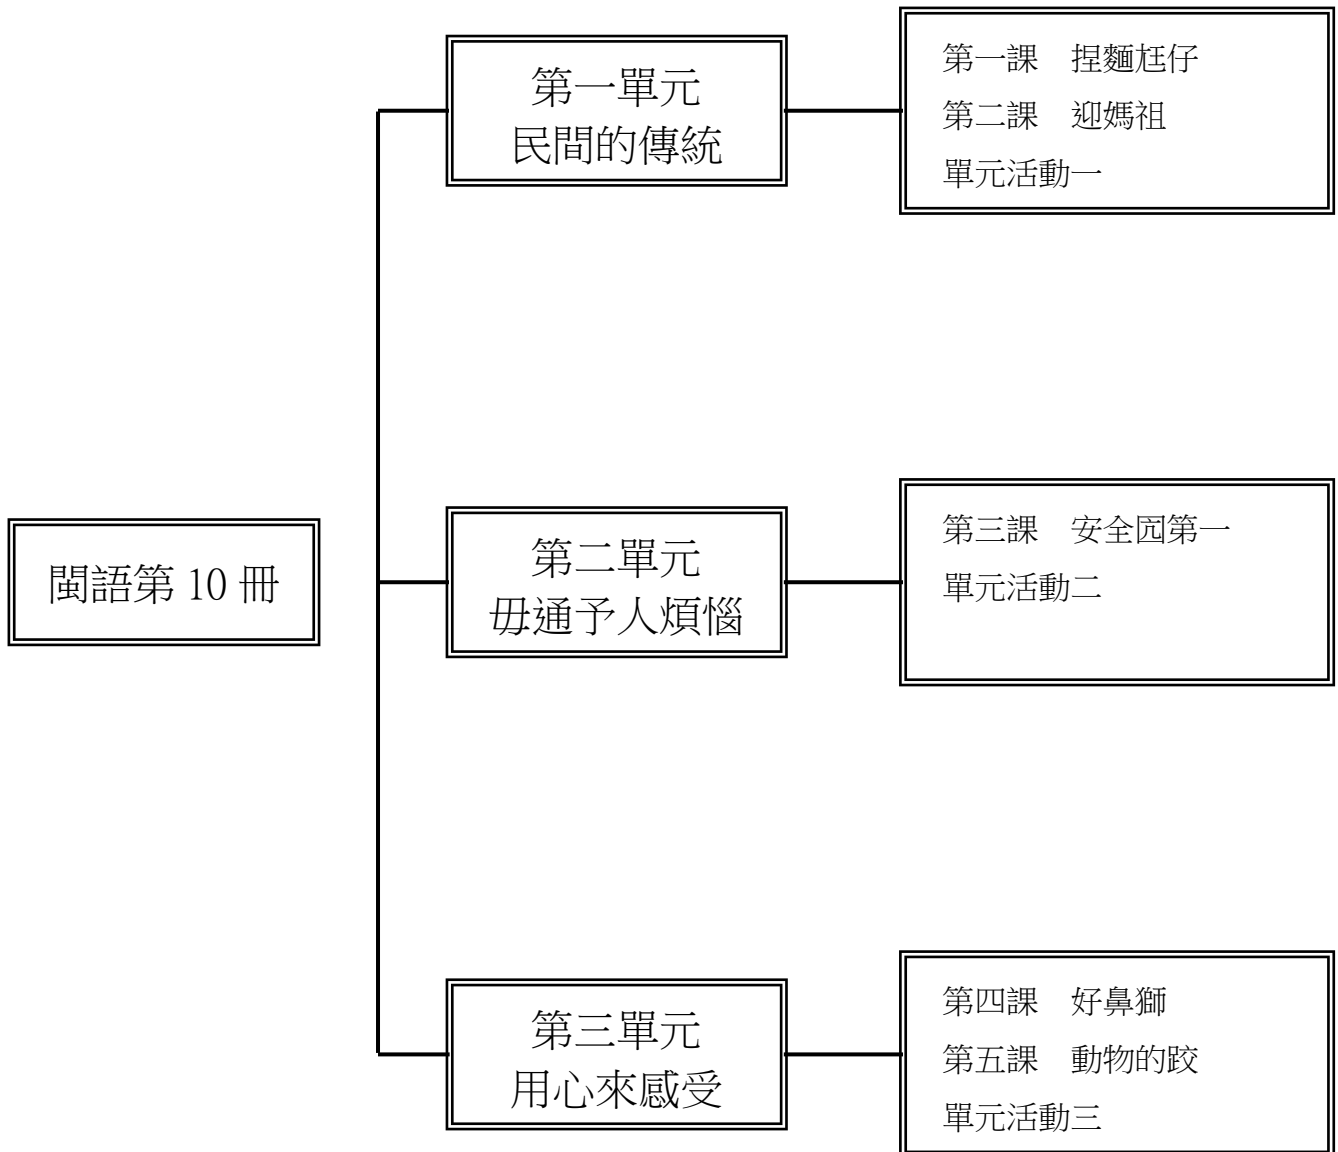 閩語第 10 冊
第一單元
民間的傳統
第一課　捏麵尪仔
第二課　迎媽祖
單元活動一
第二單元
毋通予人煩惱
第三課　安全囥第一
單元活動二
第三單元
用心來感受
第四課　好鼻獅
第五課　動物的跤
單元活動三